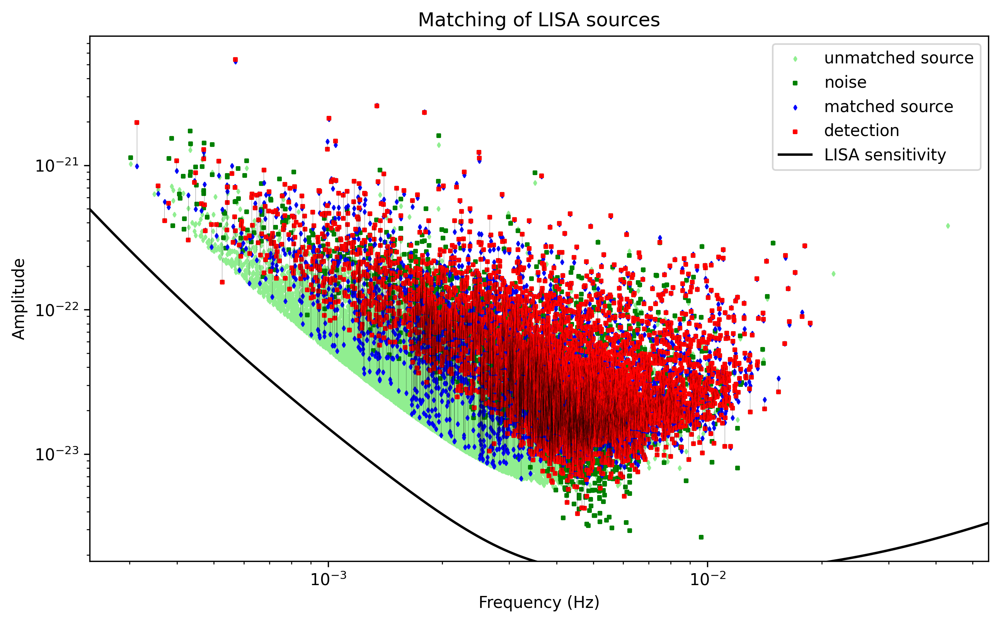 Matching of LISA sources
unmatched source
noise
matched source
detection
LISA sensitivity
Amplitude
10⁻²¹
10⁻²²
10⁻²³
10⁻³
10⁻²
Frequency (Hz)